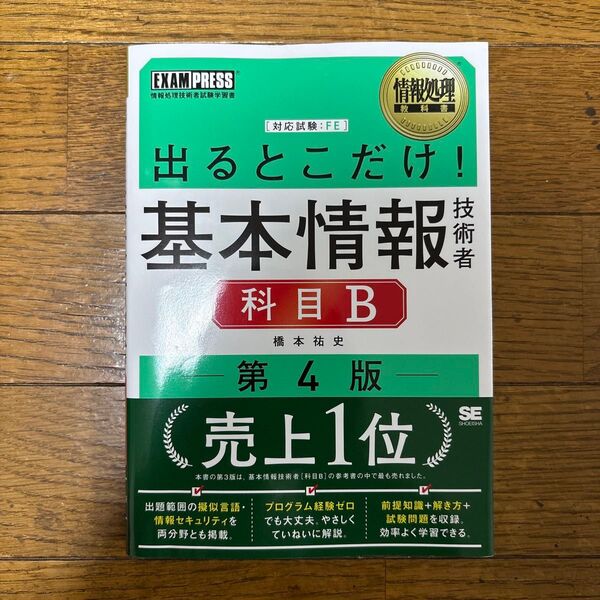 EXAMPRESS®
情報処理技術者試験学習書
情報処理
教科書
[対応試験:FE]
出るとこだけ!
基本情報
技術者
科目B
橋本祐史
第4版
売上1位
SE
SHOEISHA
本書の第3版は、基本情報技術者[科目B]の参考書の中で最も売れました。
出題範囲の擬似言語・
情報セキュリティを
両分野とも掲載。
プログラム経験ゼロ
でも大丈夫。やさしく
ていねいに解説。
前提知識+解き方+
試験問題を収録。
効率よく学習できる。